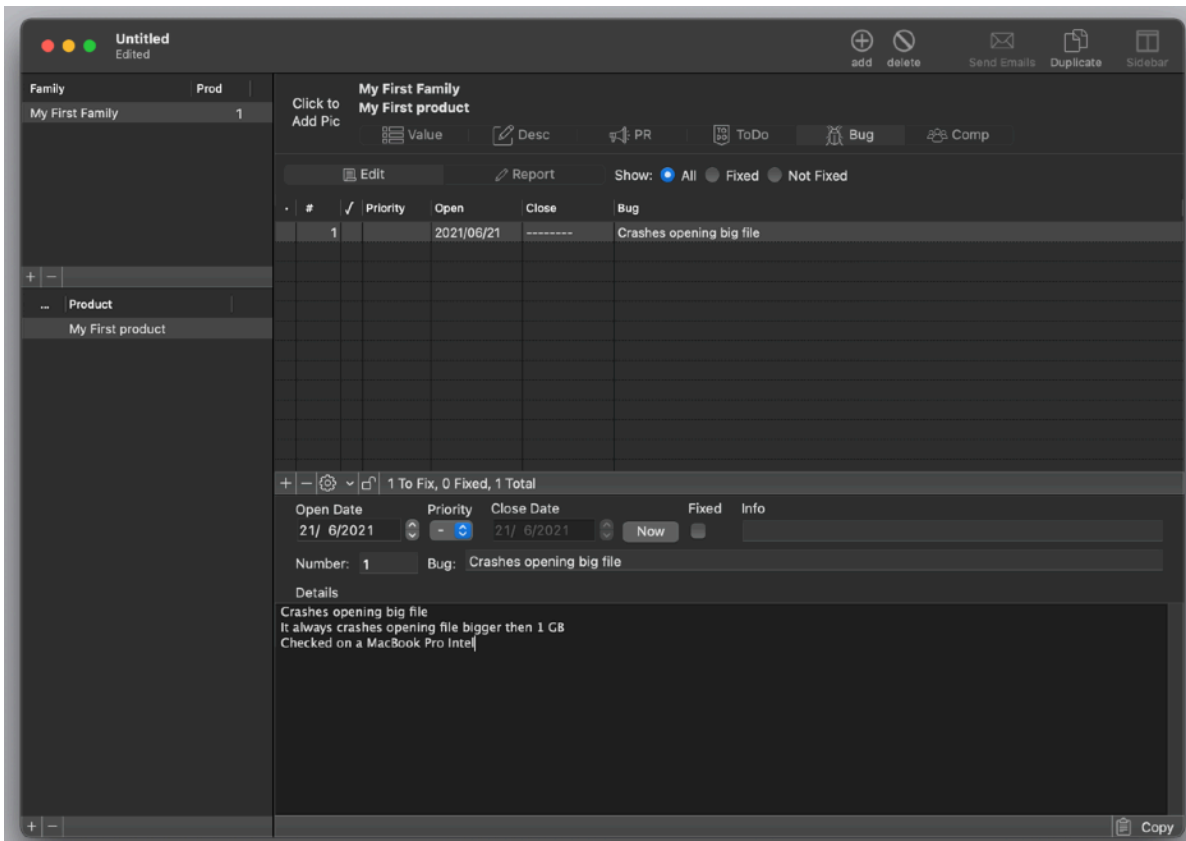 Untitled
Edited
add delete Send Emails Duplicate Sidebar
Family Prod
My First Family 1
Click to
Add Pic
My First Family
My First product
Value Desc PR TO DO ToDo Bug Comp
Edit Report Show: All Fixed Not Fixed
· # √ Priority Open Close Bug
1 2021/06/21 -------- Crashes opening big file
+ −
... Product
My First product
+ − 1 To Fix, 0 Fixed, 1 Total
Open Date Priority Close Date Fixed Info
21/ 6/2021 - 21/ 6/2021 Now
Number: 1 Bug: Crashes opening big file
Details
Crashes opening big file
It always crashes opening file bigger then 1 GB
Checked on a MacBook Pro Intel
+ − Copy